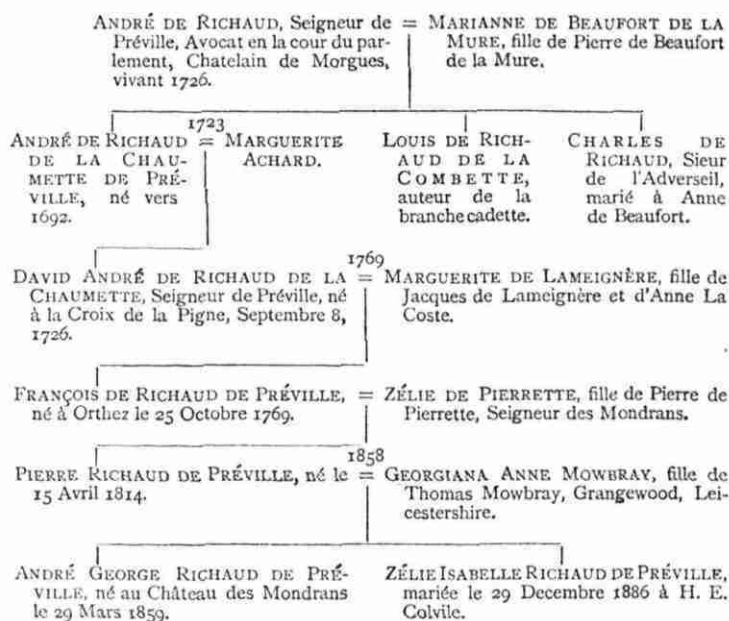 ANDRÉ DE RICHAUD, Seigneur de
Préville, Avocat en la cour du par-
lement, Chatelain de Morgues,
vivant 1726.
= MARIANNE DE BEAUFORT DE LA
MURE, fille de Pierre de Beaufort
de la Mure.
ANDRÉ DE RICHAUD
DE LA CHAU-
METTE DE PRÉ-
VILLE, né vers
1692.
1723
= MARGUERITE
ACHARD.
LOUIS DE RICH-
AUD DE LA
COMBETTE,
auteur de la
branche cadette.
CHARLES DE
RICHAUD, Sieur
de l'Adverseil,
marié à Anne
de Beaufort.
DAVID ANDRÉ DE RICHAUD DE LA
CHAUMETTE, Seigneur de Préville, né
à la Croix de la Pigne, Septembre 8,
1726.
1769
= MARGUERITE DE LAMEIGNÈRE, fille de
Jacques de Lameignère et d'Anne La
Coste.
FRANÇOIS DE RICHAUD DE PRÉVILLE,
né à Orthez le 25 Octobre 1769.
= ZÉLIE DE PIERRETTE, fille de Pierre de
Pierrette, Seigneur des Mondrans.
PIERRE RICHAUD DE PRÉVILLE, né le
15 Avril 1814.
1858
= GEORGIANA ANNE MOWBRAY, fille de
Thomas Mowbray, Grangewood, Lei-
cestershire.
ANDRÉ GEORGE RICHAUD DE PRÉ-
VILLE, né au Château des Mondrans
le 29 Mars 1859.
ZÉLIE ISABELLE RICHAUD DE PRÉVILLE,
mariée le 29 Decembre 1886 à H. E.
Colvile.